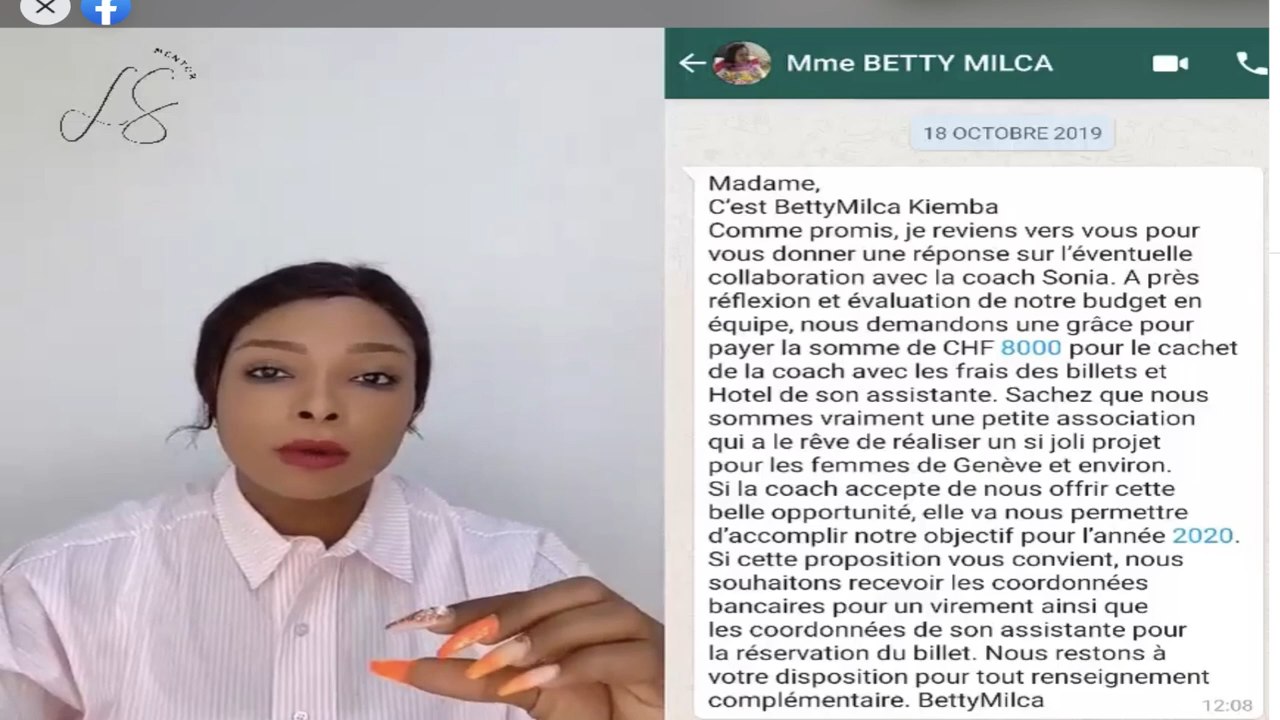 MENTOR
LS
Mme BETTY MILCA
18 OCTOBRE 2019
Madame,
C'est BettyMilca Kiemba
Comme promis, je reviens vers vous pour
vous donner une réponse sur l'éventuelle
collaboration avec la coach Sonia. A près
réflexion et évaluation de notre budget en
équipe, nous demandons une grâce pour
payer la somme de CHF 8000 pour le cachet
de la coach avec les frais des billets et
Hotel de son assistante. Sachez que nous
sommes vraiment une petite association
qui a le rêve de réaliser un si joli projet
pour les femmes de Genève et environ.
Si la coach accepte de nous offrir cette
belle opportunité, elle va nous permettre
d'accomplir notre objectif pour l'année 2020.
Si cette proposition vous convient, nous
souhaitons recevoir les coordonnées
bancaires pour un virement ainsi que
les coordonnées de son assistante pour
la réservation du billet. Nous restons à
votre disposition pour tout renseignement
complémentaire. BettyMilca
12:08